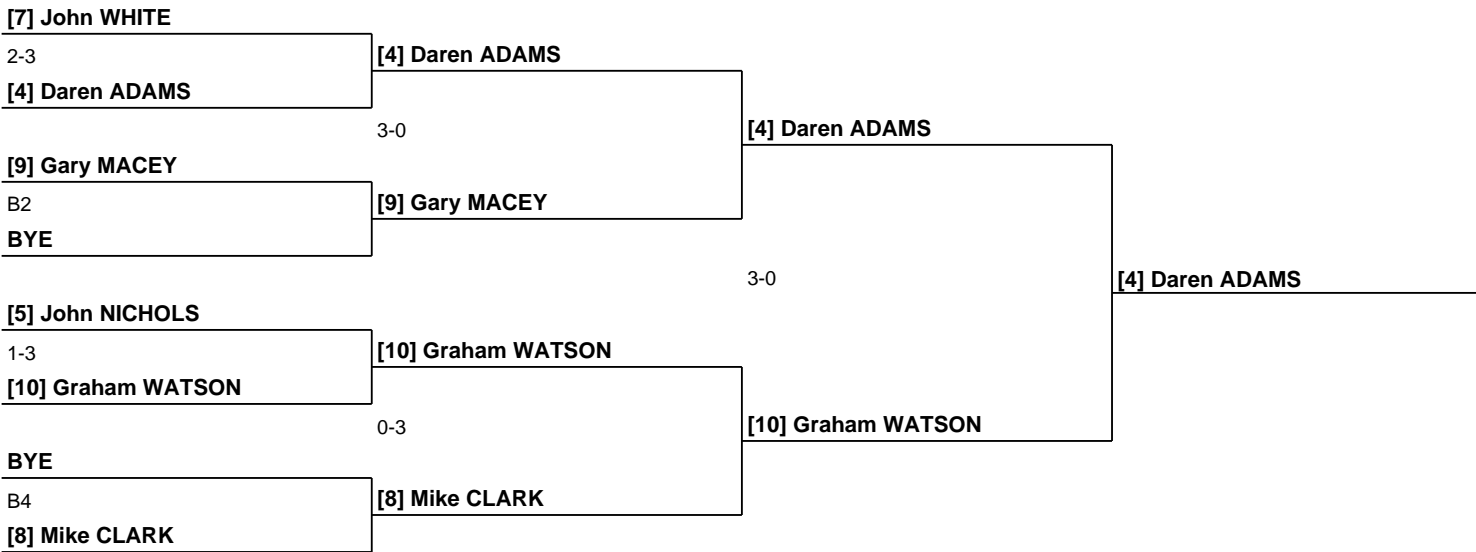 [7] John WHITE
2-3
[4] Daren ADAMS
[4] Daren ADAMS
3-0
[4] Daren ADAMS
[9] Gary MACEY
B2
[9] Gary MACEY
BYE
3-0
[4] Daren ADAMS
[5] John NICHOLS
1-3
[10] Graham WATSON
[10] Graham WATSON
0-3
[10] Graham WATSON
BYE
B4
[8] Mike CLARK
[8] Mike CLARK